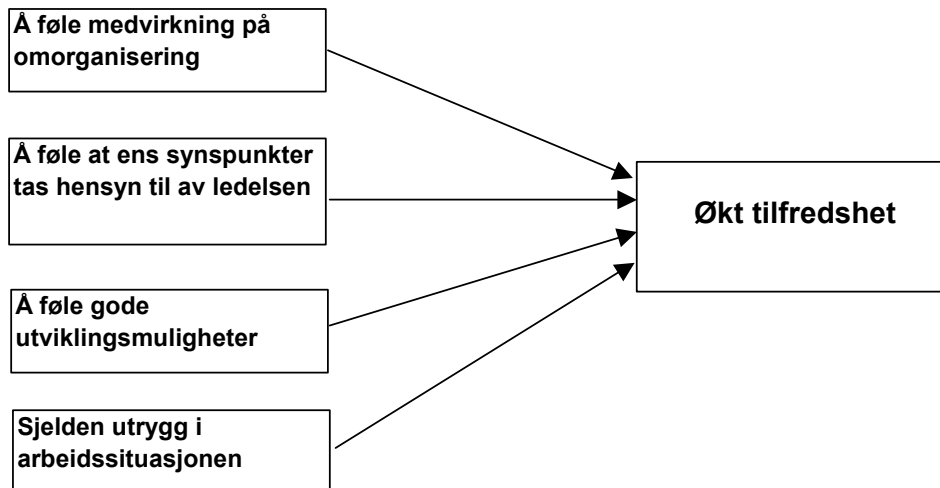 Å føle medvirkning på
omorganisering
Å føle at ens synspunkter
tas hensyn til av ledelsen
Å føle gode
utviklingsmuligheter
Sjelden utrygg i
arbeidssituasjonen
Økt tilfredshet